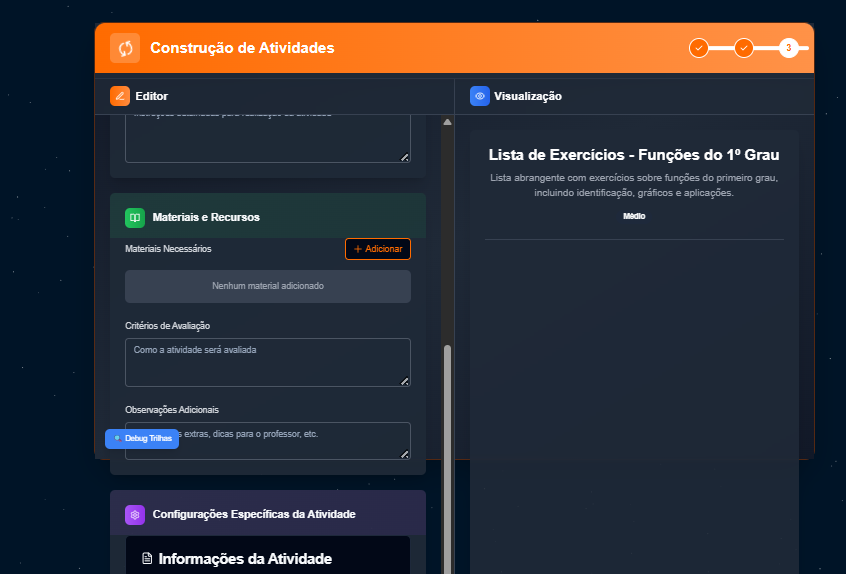 Construção de Atividades
3
Editor
Materiais e Recursos
Materiais Necessários
Adicionar
Nenhum material adicionado
Critérios de Avaliação
Como a atividade será avaliada
Observações Adicionais
extras, dicas para o professor, etc.
Debug Trilhas
Configurações Específicas da Atividade
Informações da Atividade
Visualização
Lista de Exercícios - Funções do 1º Grau
Lista abrangente com exercícios sobre funções do primeiro grau,
incluindo identificação, gráficos e aplicações.
Médio